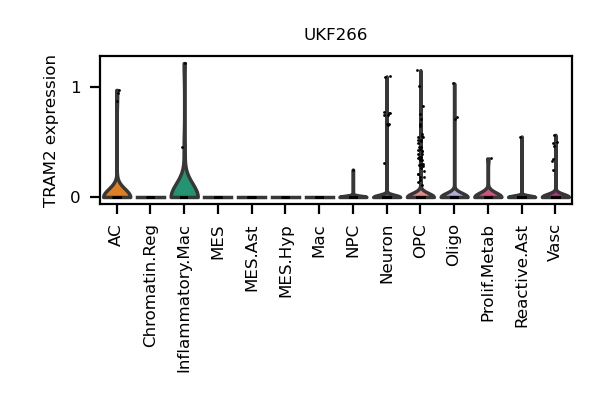 UKF266
TRAM2 expression
1
0
AC
Chromatin.Reg
Inflammatory.Mac
MES
MES.Ast
MES.Hyp
Mac
NPC
Neuron
OPC
Oligo
Prolif.Metab
Reactive.Ast
Vasc